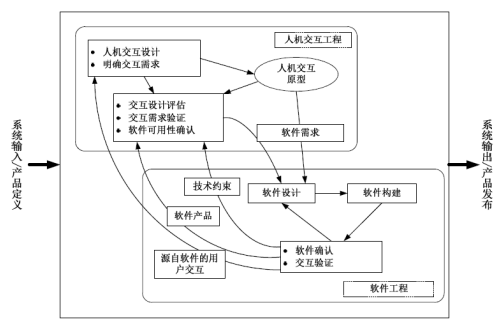 人机交互工程
• 人机交互设计
• 明确交互需求
人机交互
原型
• 交互设计评估
• 交互需求验证
• 软件可用性确认
软件需求
系统输入/产品定义
系统输出/产品发布
技术约束
软件设计
软件构建
软件产品
源自软件的用
户交互
• 软件确认
• 交互验证
软件工程